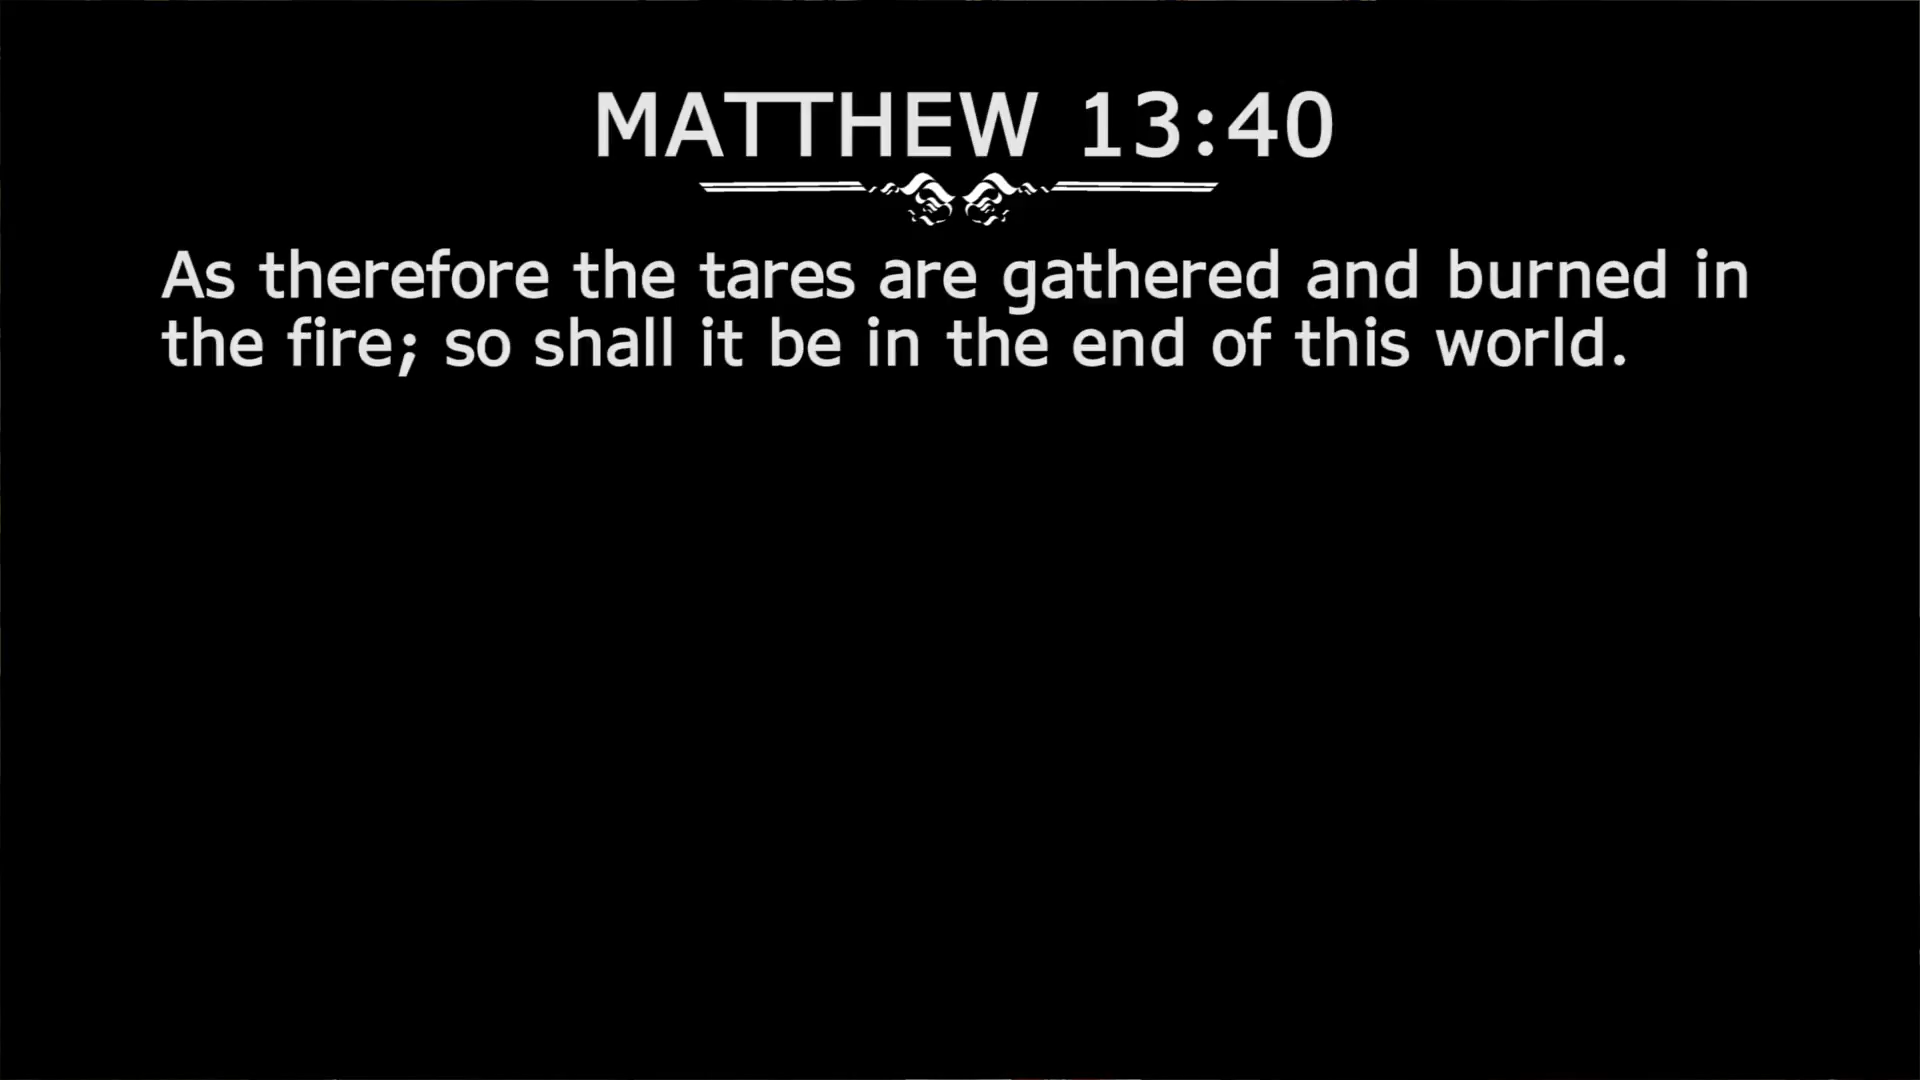 MATTHEW 13:40
As therefore the tares are gathered and burned in
the fire; so shall it be in the end of this world.